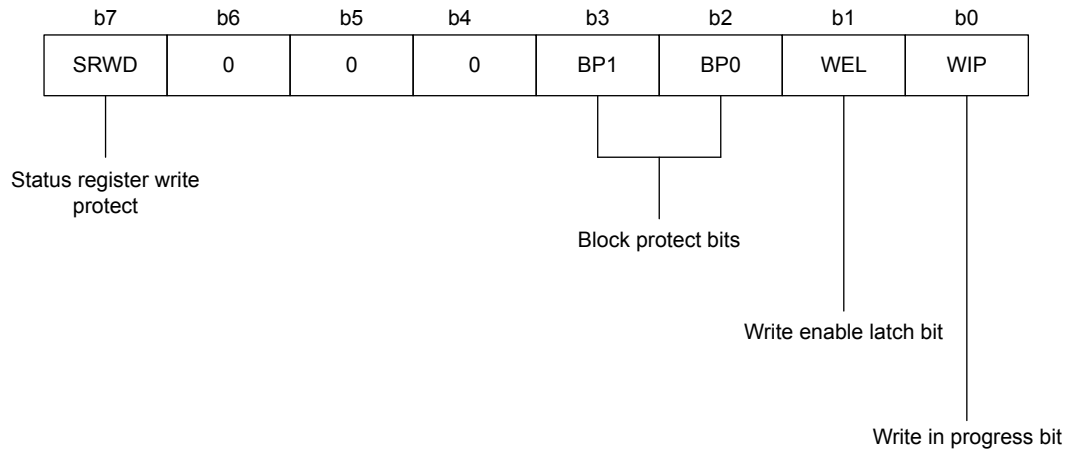 b7 b6 b5 b4 b3 b2 b1 b0
SRWD 0 0 0 BP1 BP0 WEL WIP
Status register write
protect
Block protect bits
Write enable latch bit
Write in progress bit